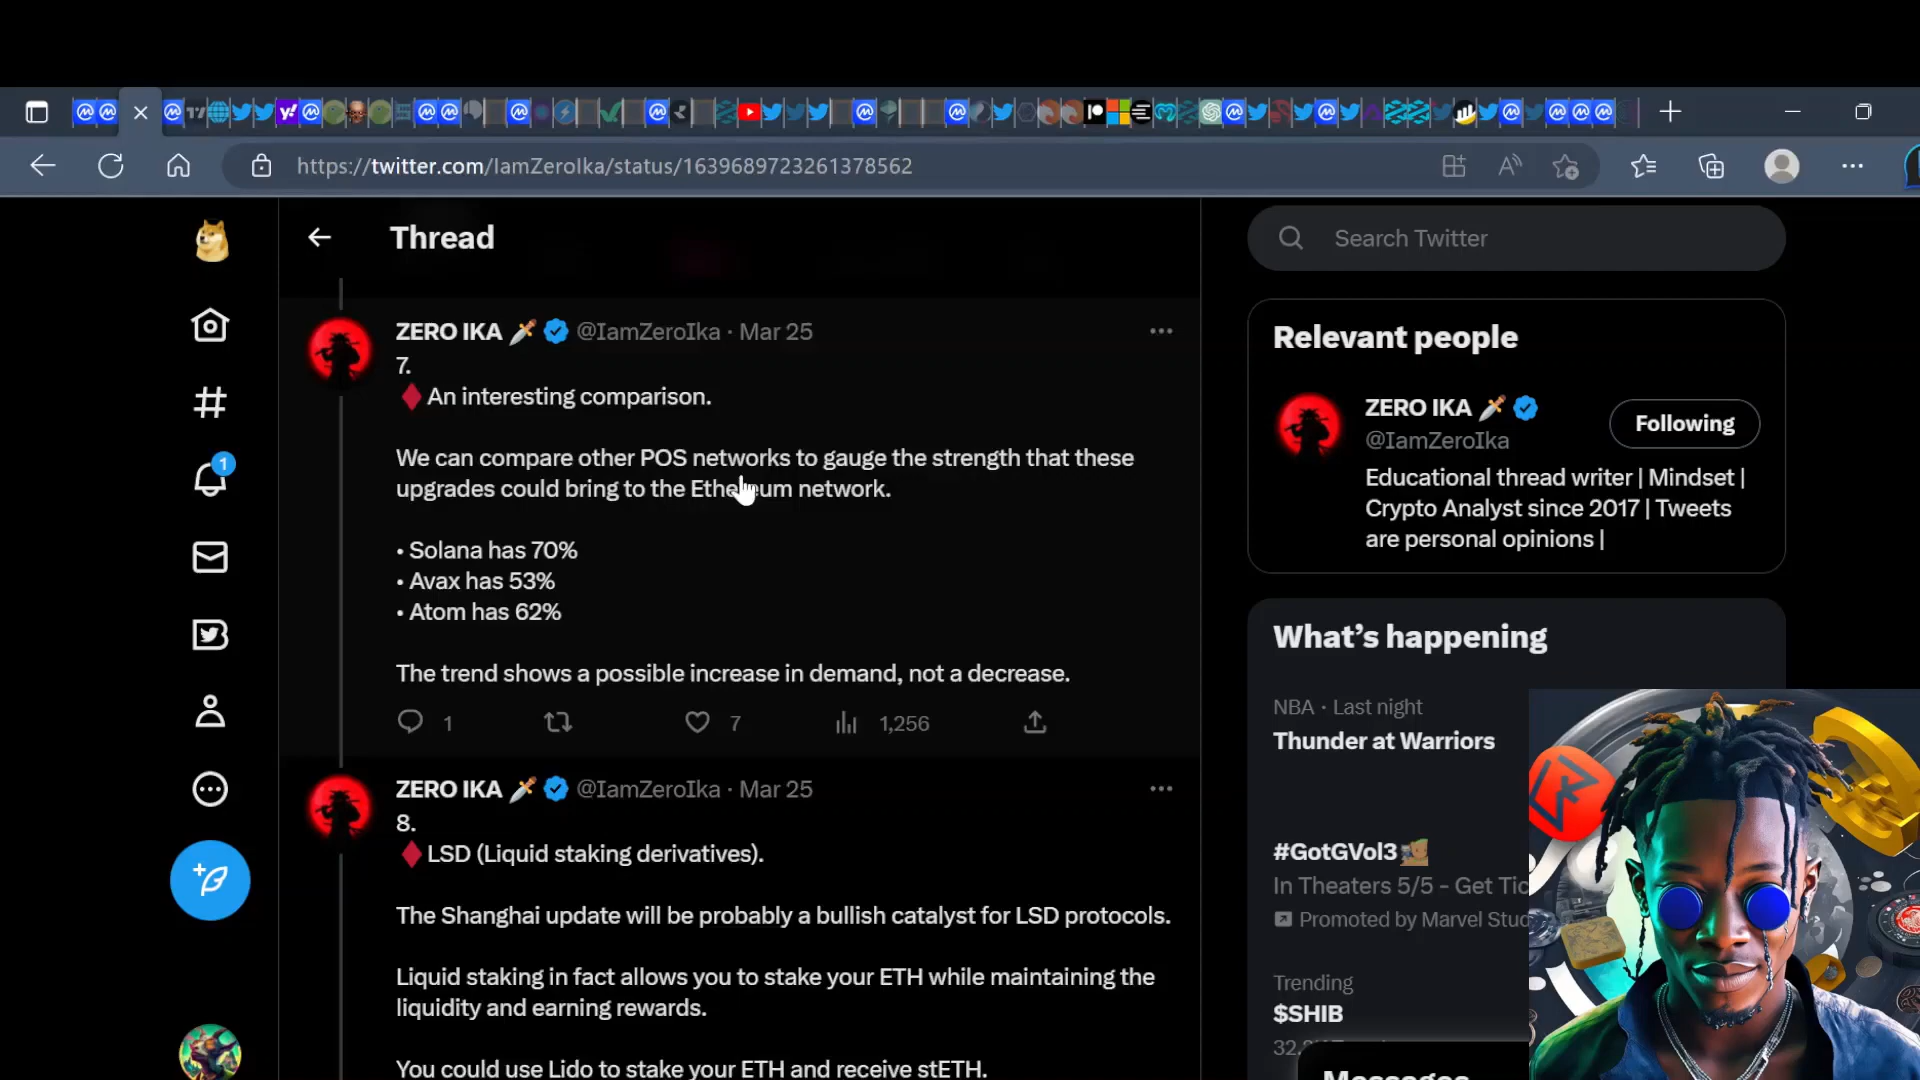 https://twitter.com/IamZeroIka/status/1639689723261378562
Thread
Search Twitter
ZERO IKA @IamZeroIka · Mar 25
7.
An interesting comparison.
We can compare other POS networks to gauge the strength that these
upgrades could bring to the Ethereum network.
• Solana has 70%
• Avax has 53%
• Atom has 62%
The trend shows a possible increase in demand, not a decrease.
1 7 1,256
ZERO IKA @IamZeroIka · Mar 25
8.
LSD (Liquid staking derivatives).
The Shanghai update will be probably a bullish catalyst for LSD protocols.
Liquid staking in fact allows you to stake your ETH while maintaining the
liquidity and earning rewards.
You could use Lido to stake your ETH and receive stETH.
1
Relevant people
ZERO IKA
@IamZeroIka
Following
Educational thread writer | Mindset |
Crypto Analyst since 2017 | Tweets
are personal opinions |
What's happening
NBA · Last night
Thunder at Warriors
#GotGVol3
In Theaters 5/5 - Get Tic
Promoted by Marvel Stud
Trending
$SHIB
Messages